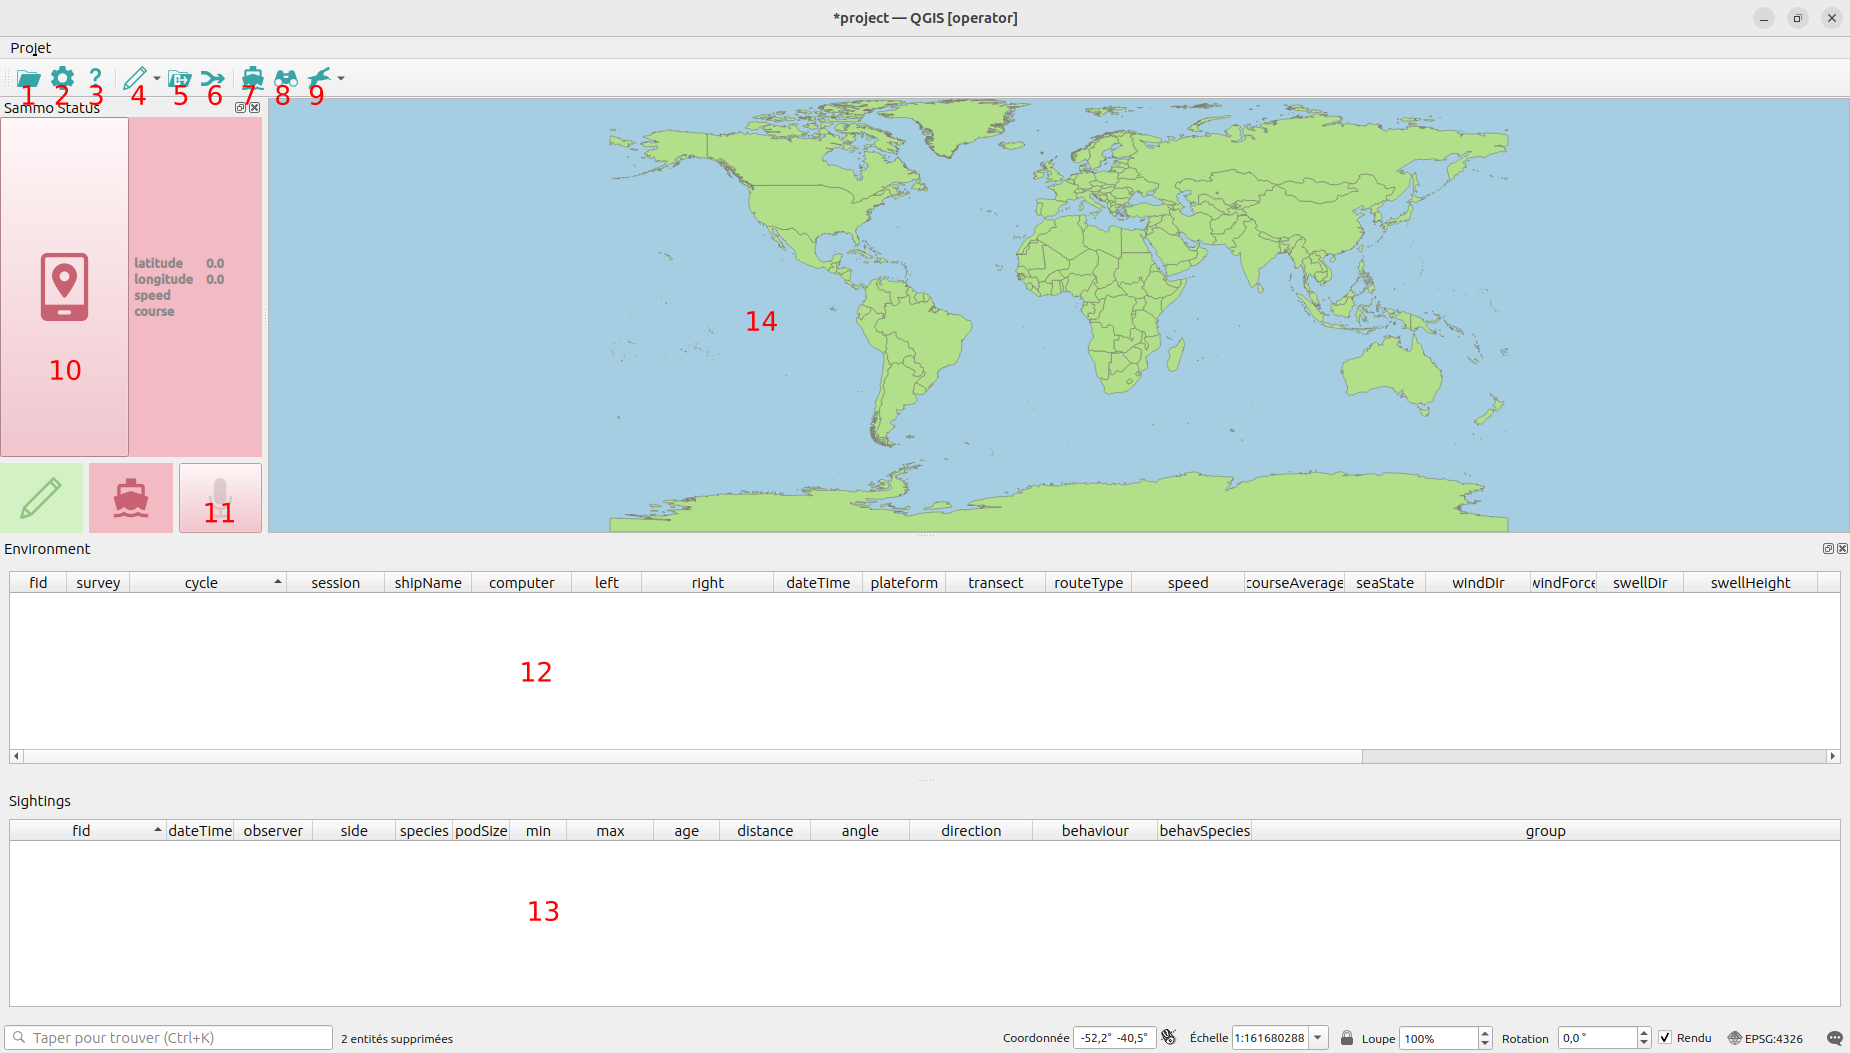 *project — QGIS [operator]
Projet
1 2 3 4 5 6 7 8 9
Sammo Status
latitude 0.0
longitude 0.0
speed
course
10
11
14
Environment
fid survey cycle session shipName computer left right dateTime plateform transect routeType speed courseAverage seaState windDir windForce swellDir swellHeight
12
Sightings
fid dateTime observer side species podSize min max age distance angle direction behaviour behavSpecies group
13
Taper pour trouver (Ctrl+K) 2 entités supprimées Coordonnée -52,2° -40,5° Échelle 1:161680288 Loupe 100% Rotation 0,0 ° Rendu EPSG:4326